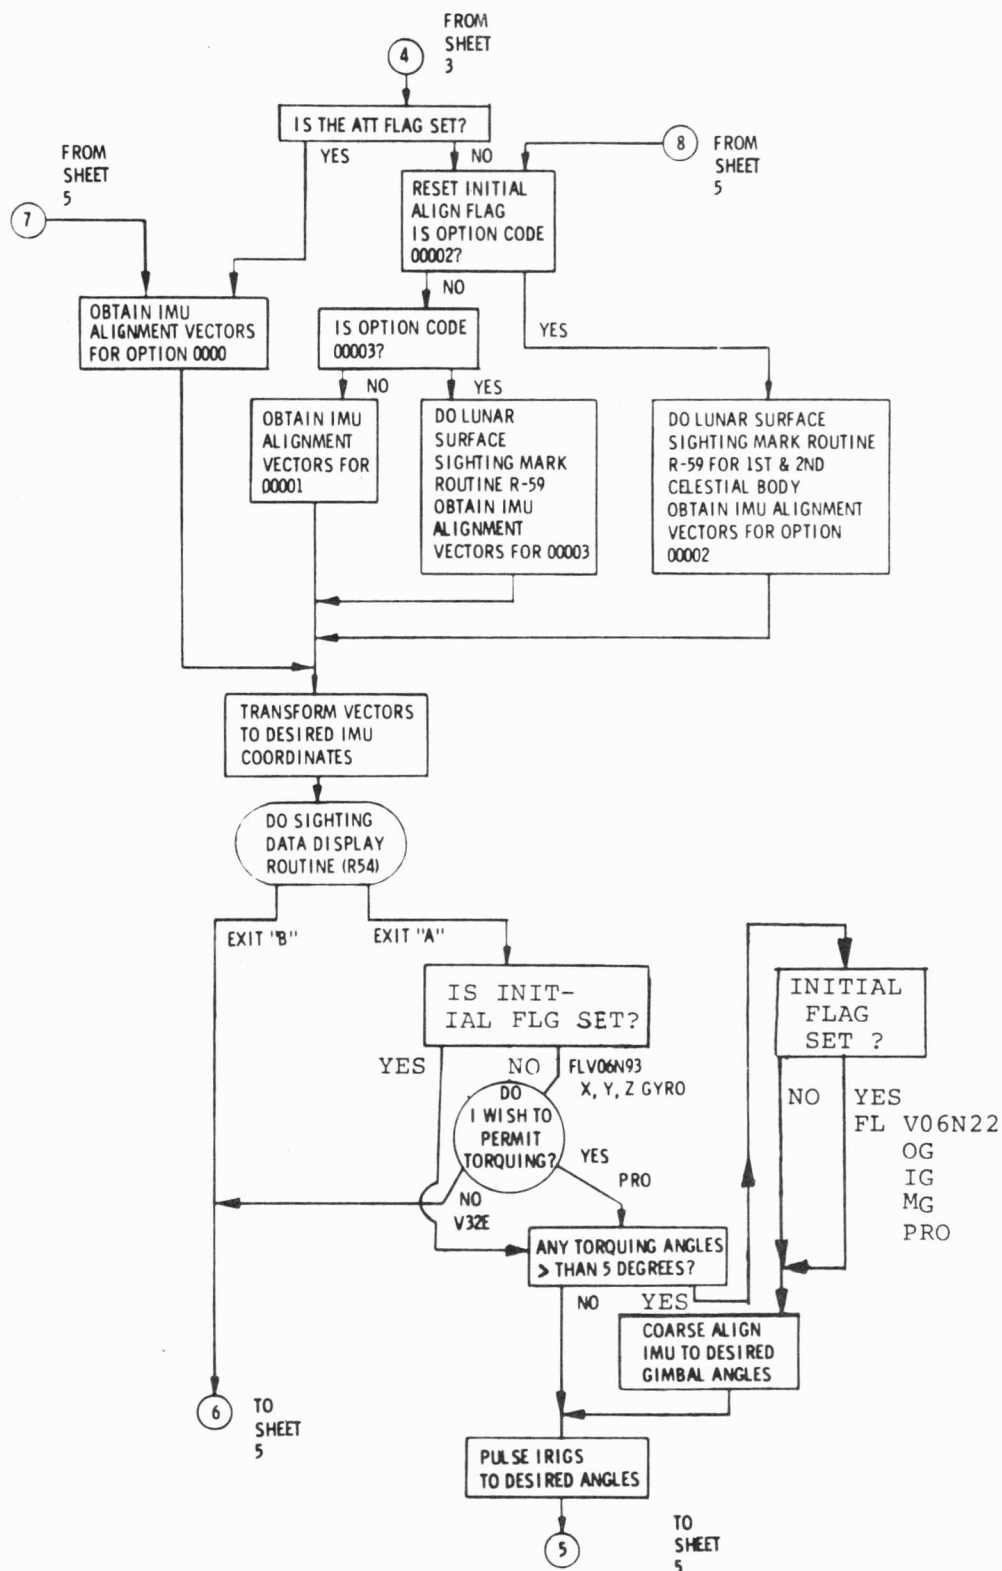 FROM
SHEET
3
4
IS THE ATT FLAG SET?
YES
NO
FROM
SHEET
5
7
8
FROM
SHEET
5
RESET INITIAL
ALIGN FLAG
IS OPTION CODE
00002?
NO
YES
OBTAIN IMU
ALIGNMENT VECTORS
FOR OPTION 0000
IS OPTION CODE
00003?
NO
YES
OBTAIN IMU
ALIGNMENT
VECTORS FOR
00001
DO LUNAR
SURFACE
SIGHTING MARK
ROUTINE R-59
OBTAIN IMU
ALIGNMENT
VECTORS FOR 00003
DO LUNAR SURFACE
SIGHTING MARK ROUTINE
R-59 FOR 1ST & 2ND
CELESTIAL BODY
OBTAIN IMU ALIGNMENT
VECTORS FOR OPTION
00002
TRANSFORM VECTORS
TO DESIRED IMU
COORDINATES
DO SIGHTING
DATA DISPLAY
ROUTINE (R54)
EXIT "B"
EXIT "A"
IS INIT-
IAL FLG SET?
YES
NO
FLV06N93
X, Y, Z GYRO
DO
I WISH TO
PERMIT
TORQUING?
YES
PRO
NO
V32E
INITIAL
FLAG
SET ?
NO
YES
FL V06N22
OG
IG
MG
PRO
ANY TORQUING ANGLES
> THAN 5 DEGREES?
NO
YES
COARSE ALIGN
IMU TO DESIRED
GIMBAL ANGLES
6
TO
SHEET
5
PULSE IRIGS
TO DESIRED ANGLES
5
TO
SHEET
5